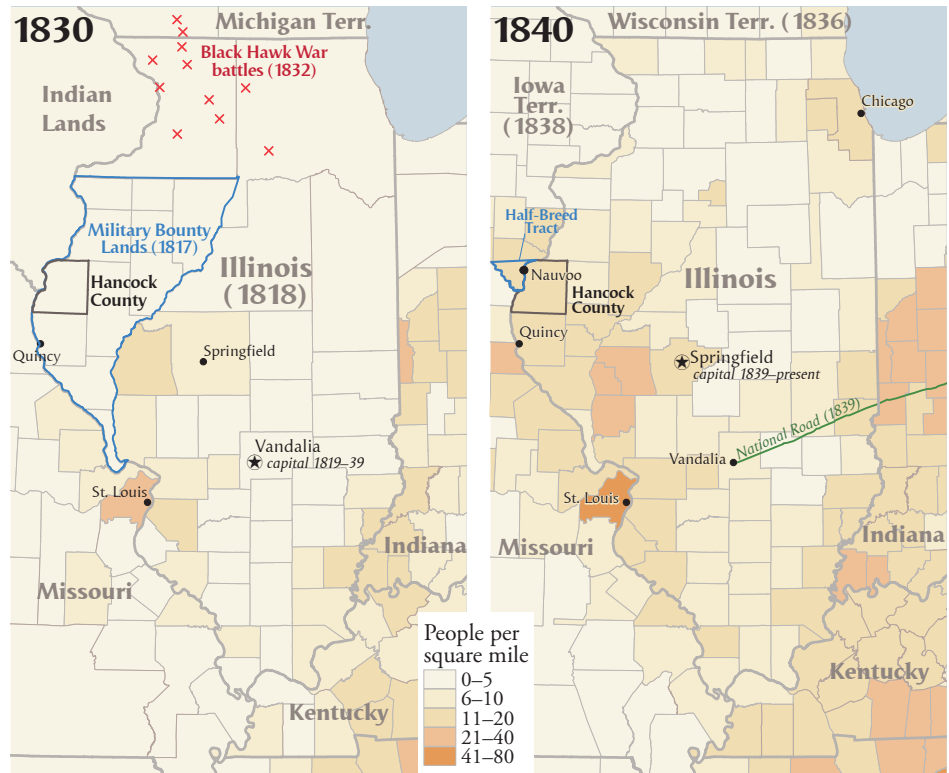 1830
Michigan Terr.
Black Hawk War
battles (1832)
Indian
Lands
Military Bounty
Lands (1817)
Illinois
(1818)
Hancock
County
Quincy
Springfield
Vandalia
capital 1819–39
St. Louis
Indiana
Missouri
Kentucky
People per
square mile
0–5
6–10
11–20
21–40
41–80
1840
Wisconsin Terr. (1836)
Iowa
Terr.
(1838)
Chicago
Half-Breed
Tract
Nauvoo
Illinois
Hancock
County
Quincy
Springfield
capital 1839–present
National Road (1839)
Vandalia
St. Louis
Missouri
Indiana
Kentucky